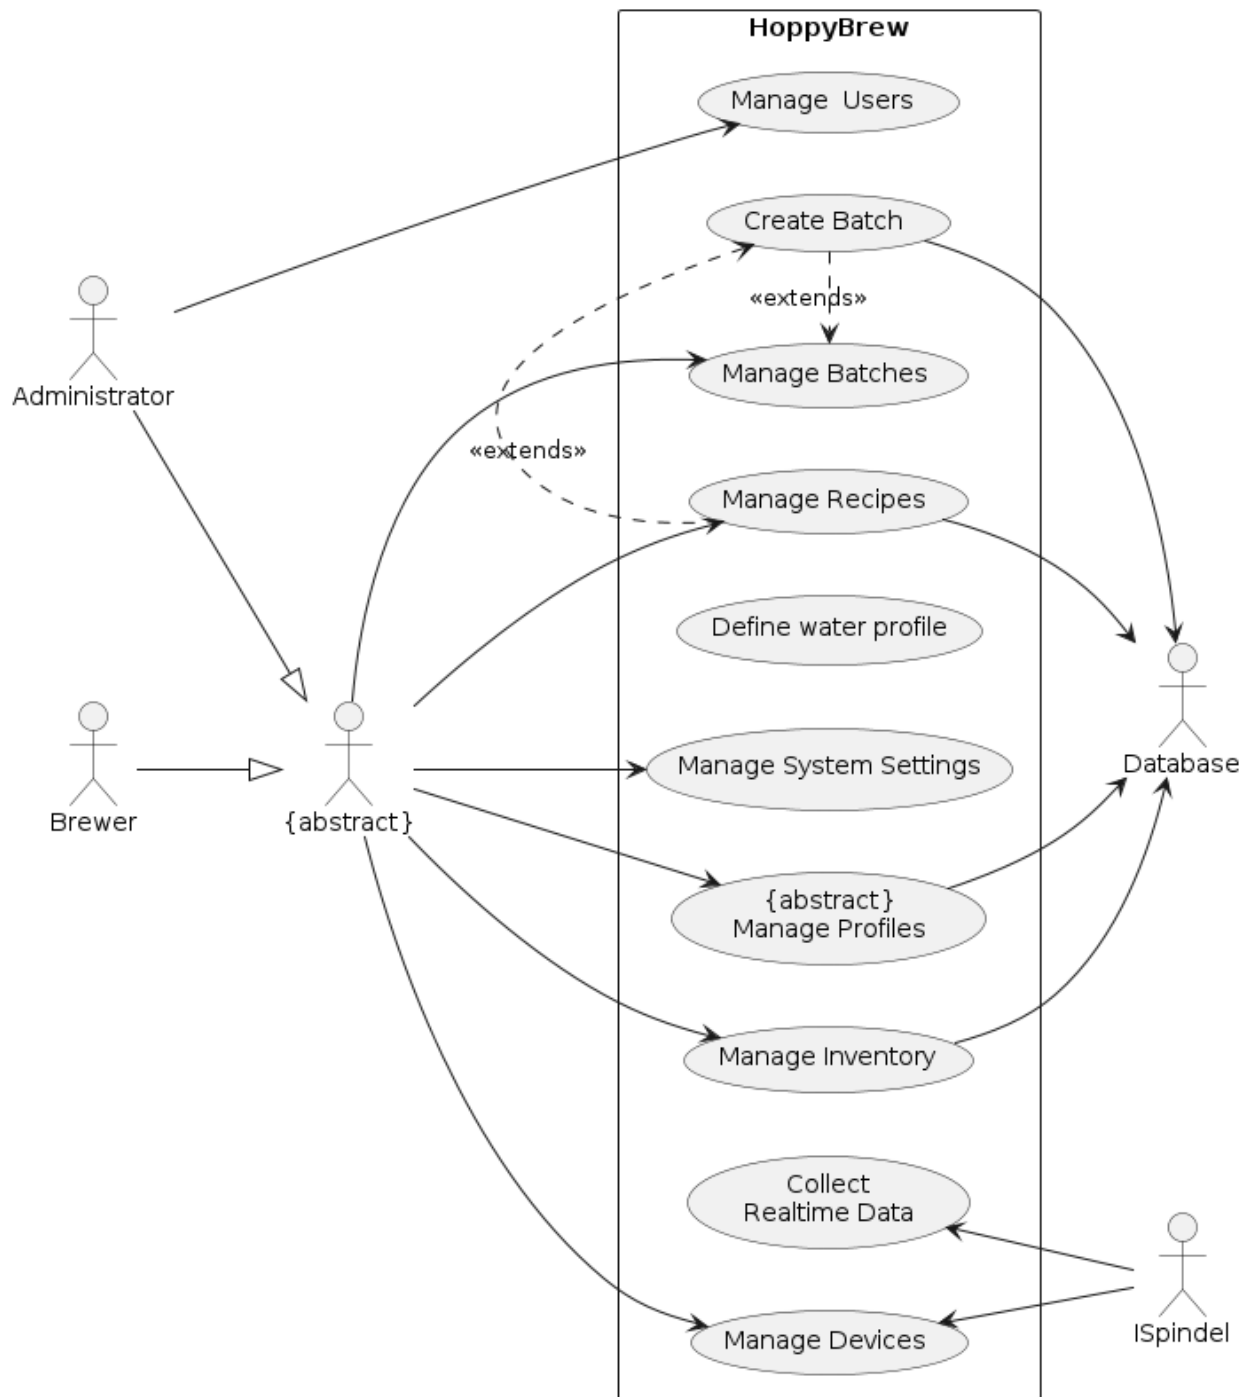 HoppyBrew
Manage  Users
Create Batch
«extends»
Manage Batches
Administrator
«extends»
Manage Recipes
Define water profile
Manage System Settings
Database
Brewer
{abstract}
{abstract}
Manage Profiles
Manage Inventory
Collect
Realtime Data
Manage Devices
ISpindel